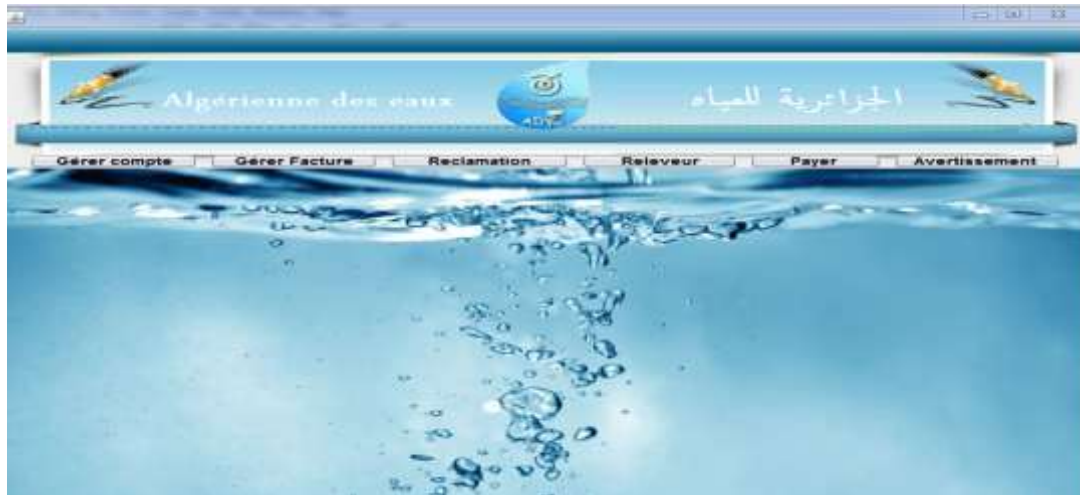 Algérienne des eaux
الجزائرية للمياه
Gérer compte
Gérer Facture
Reclamation
Releveur
Payer
Avertissement